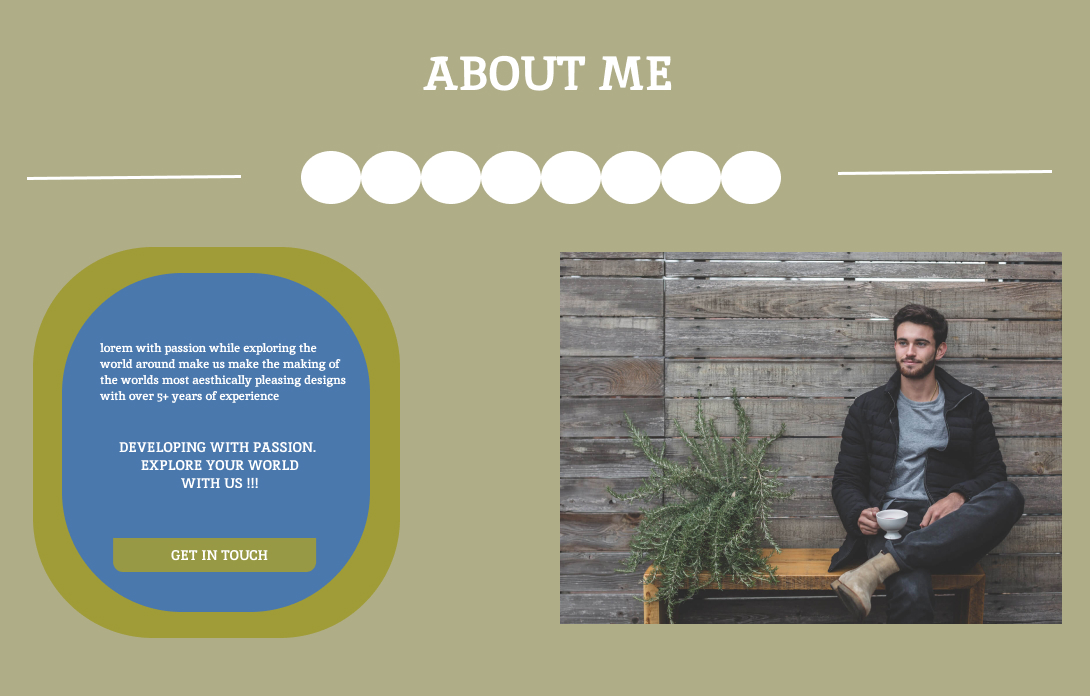 ABOUT ME
lorem with passion while exploring the
world around make us make the making of
the worlds most aesthically pleasing designs
with over 5+ years of experience
DEVELOPING WITH PASSION.
EXPLORE YOUR WORLD
WITH US !!!
GET IN TOUCH